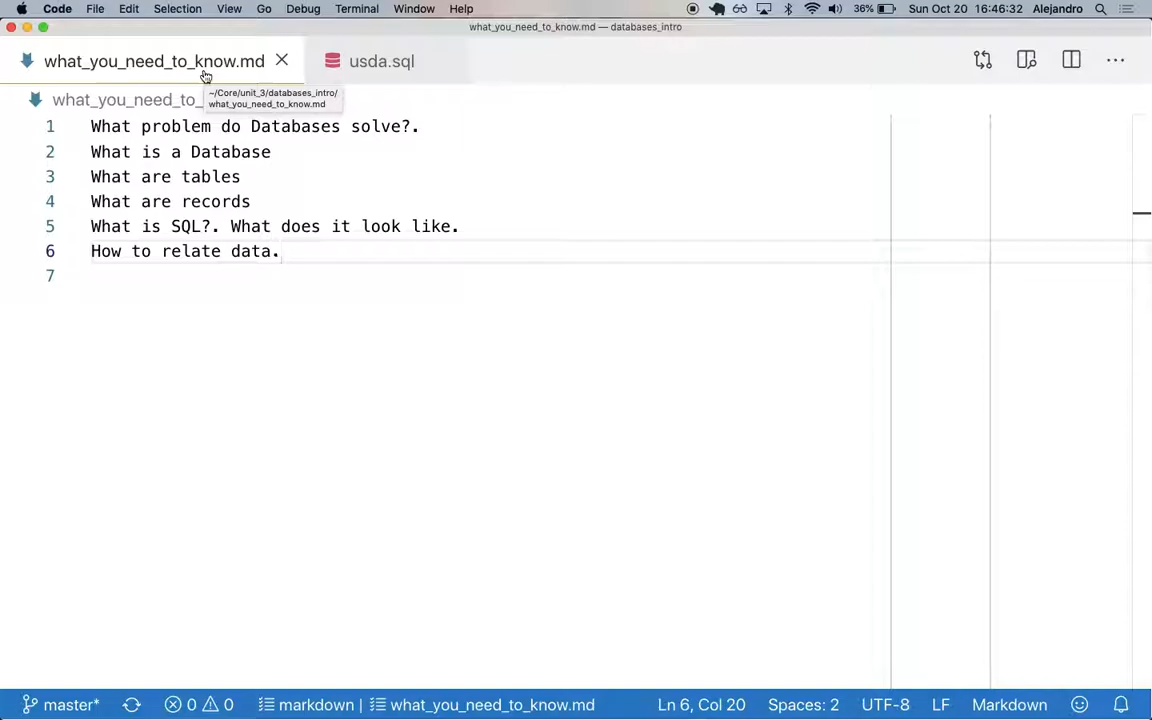 Code File Edit Selection View Go Debug Terminal Window Help 36% Sun Oct 20 16:46:32 Alejandro
what_you_need_to_know.md — databases_intro
what_you_need_to_know.md usda.sql
~/Core/unit_3/databases_intro/
what_you_need_to_know.md
what_you_need_to_
1 What problem do Databases solve?.
2 What is a Database
3 What are tables
4 What are records
5 What is SQL?. What does it look like.
6 How to relate data.
7
master* 0 0 markdown | what_you_need_to_know.md Ln 6, Col 20 Spaces: 2 UTF-8 LF Markdown